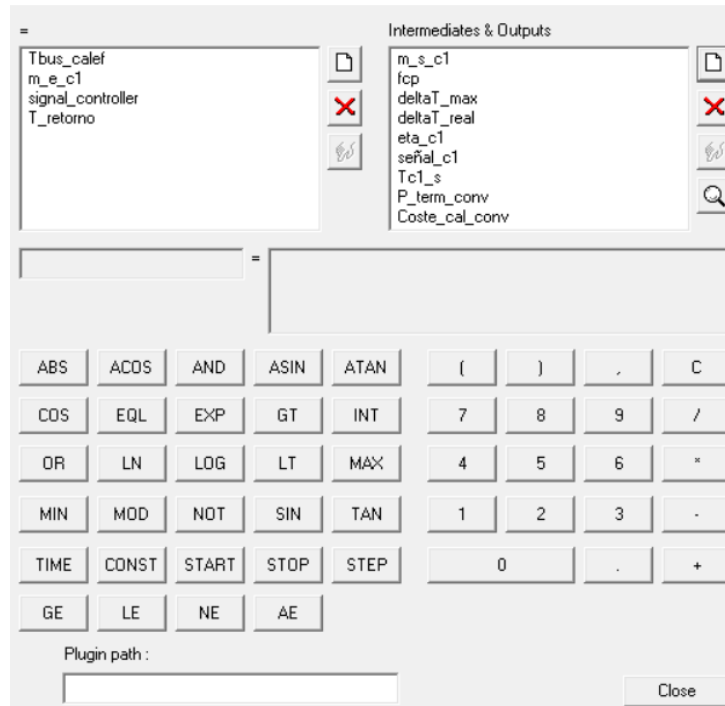 =
Intermediates & Outputs
Tbus_calef
m_e_c1
signal_controller
T_retorno
m_s_c1
fcp
deltaT_max
deltaT_real
eta_c1
señal_c1
Tc1_s
P_term_conv
Coste_cal_conv
=
ABS ACOS AND ASIN ATAN ( ) , C
COS EQL EXP GT INT 7 8 9 /
OR LN LOG LT MAX 4 5 6 *
MIN MOD NOT SIN TAN 1 2 3 -
TIME CONST START STOP STEP 0 . +
GE LE NE AE
Plugin path :
Close